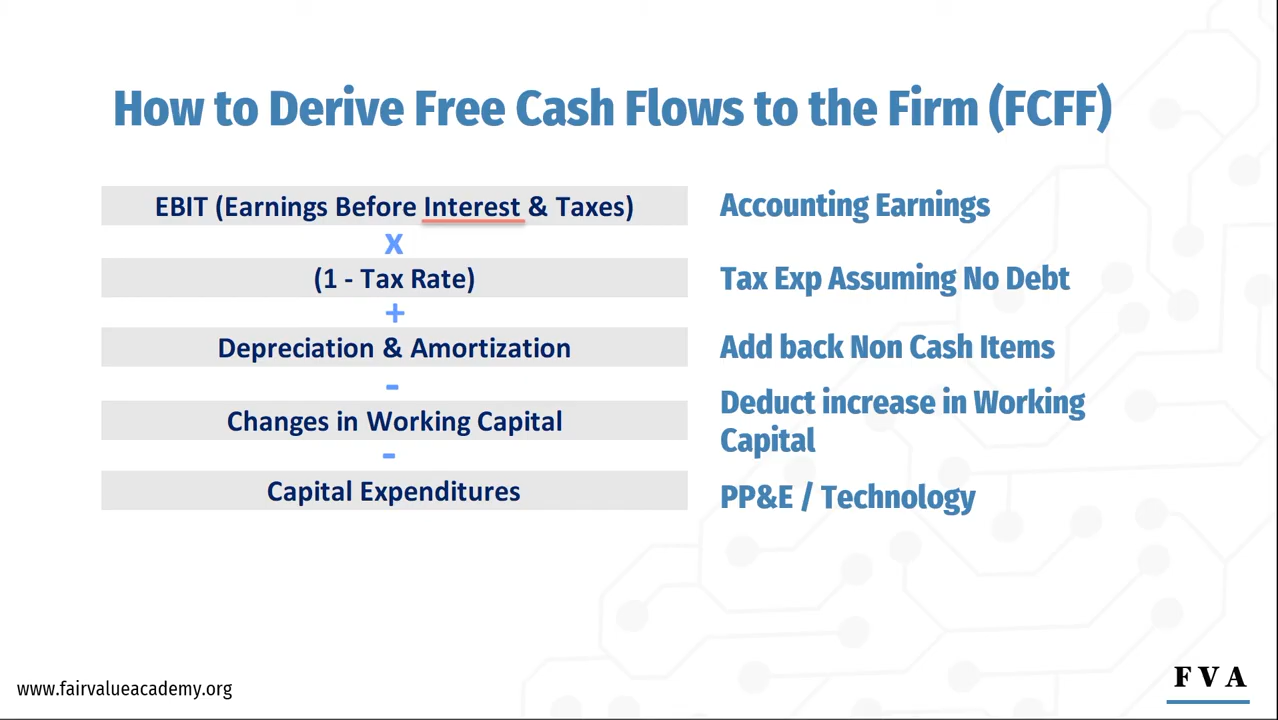 How to Derive Free Cash Flows to the Firm (FCFF)
EBIT (Earnings Before Interest & Taxes)
Accounting Earnings
x
(1 - Tax Rate)
Tax Exp Assuming No Debt
+
Depreciation & Amortization
Add back Non Cash Items
-
Changes in Working Capital
Deduct increase in Working
Capital
-
Capital Expenditures
PP&E / Technology
www.fairvalueacademy.org
FVA